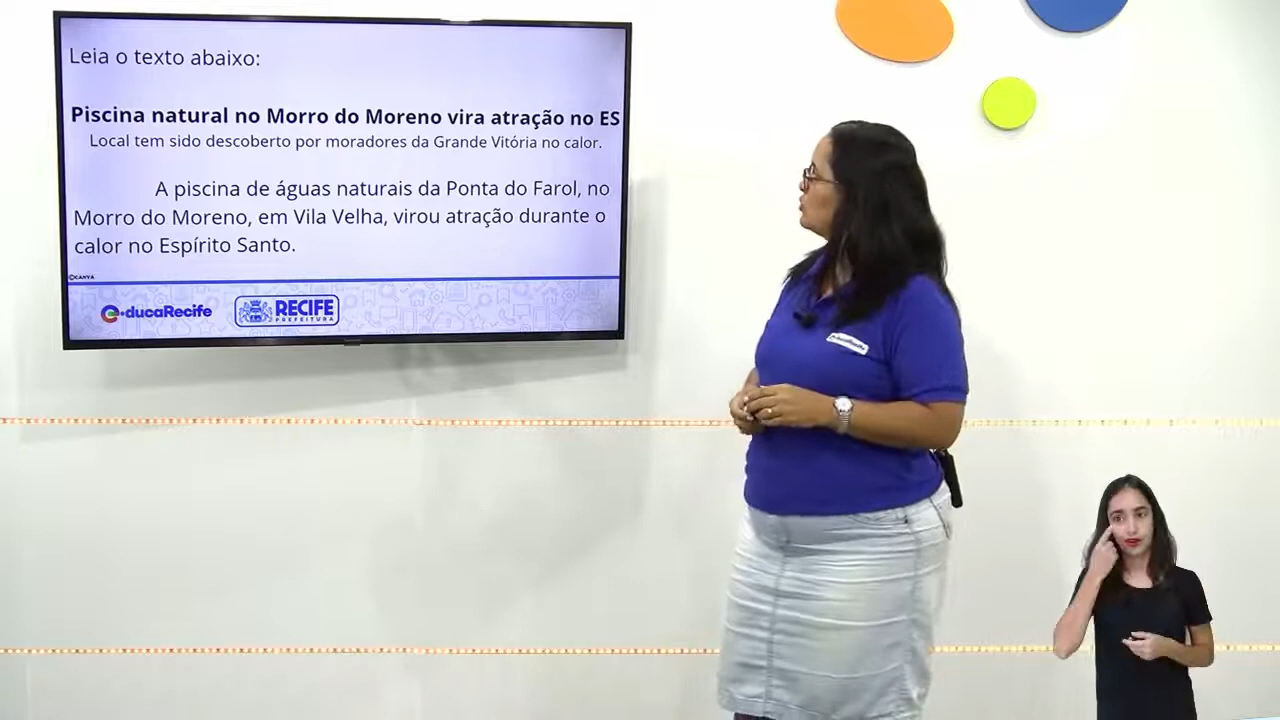 Leia o texto abaixo:
Piscina natural no Morro do Moreno vira atração no ES
Local tem sido descoberto por moradores da Grande Vitória no calor.
A piscina de águas naturais da Ponta do Farol, no
Morro do Moreno, em Vila Velha, virou atração durante o
calor no Espírito Santo.
©CANVA
e·ducaRecife
RECIFE
PREFEITURA